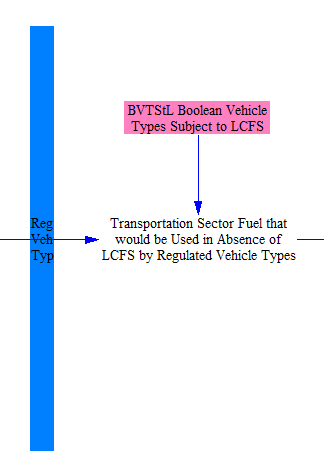 BVTStL Boolean Vehicle
Types Subject to LCFS
Reg
Veh
Typ
Transportation Sector Fuel that
would be Used in Absence of
LCFS by Regulated Vehicle Types